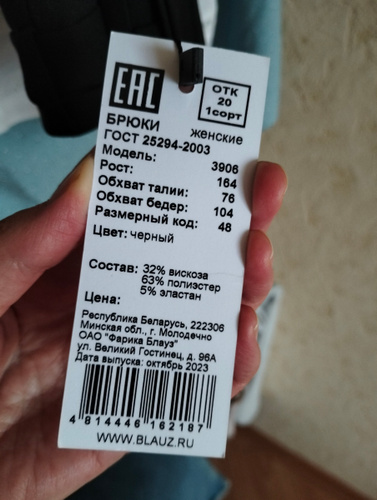 EAC
ОТК
20
1сорт
БРЮКИ женские
ГОСТ 25294-2003
Модель: 3906
Рост: 164
Обхват талии: 76
Обхват бедер: 104
Размерный код: 48
Цвет: черный
Состав: 32% вискоза
63% полиэстер
5% эластан
Цена:
Республика Беларусь, 222306
Минская обл., г. Молодечно
ОАО "Фарика Блауз"
ул. Великий Гостинец, д. 96А
Дата выпуска: октябрь 2023
4 814446 162187
WWW.BLAUZ.RU